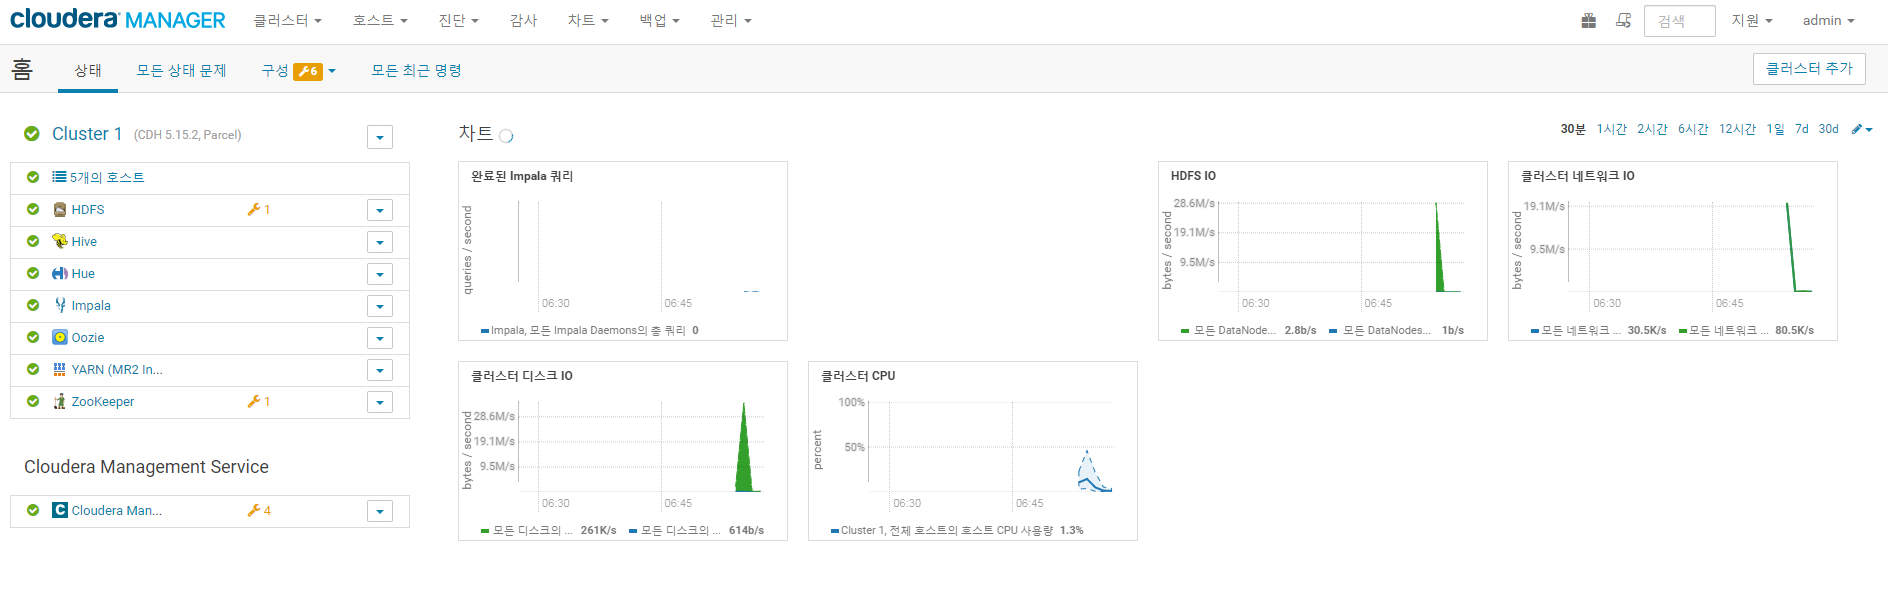 cloudera MANAGER 클러스터 호스트 진단 감사 차트 백업 관리 검색 지원 admin
홈 상태 모든 상태 문제 구성 6 모든 최근 명령 클러스터 추가
Cluster 1 (CDH 5.15.2, Parcel)
5개의 호스트
HDFS 1
Hive
Hue
Impala
Oozie
YARN (MR2 In...
ZooKeeper 1
Cloudera Management Service
C Cloudera Man... 4
차트 30분 1시간 2시간 6시간 12시간 1일 7d 30d
완료된 Impala 쿼리
queries / second
06:30 06:45
Impala, 모든 Impala Daemons의 총 쿼리 0
HDFS IO
bytes / second
28.6M/s
19.1M/s
9.5M/s
06:30 06:45
모든 DataNode... 2.8b/s 모든 DataNodes... 1b/s
클러스터 네트워크 IO
bytes / second
19.1M/s
9.5M/s
06:30 06:45
모든 네트워크 ... 30.5K/s 모든 네트워크 ... 80.5K/s
클러스터 디스크 IO
bytes / second
28.6M/s
19.1M/s
9.5M/s
06:30 06:45
모든 디스크의 ... 261K/s 모든 디스크의 ... 614b/s
클러스터 CPU
percent
100%
50%
06:30 06:45
Cluster 1, 전체 호스트의 호스트 CPU 사용량 1.3%